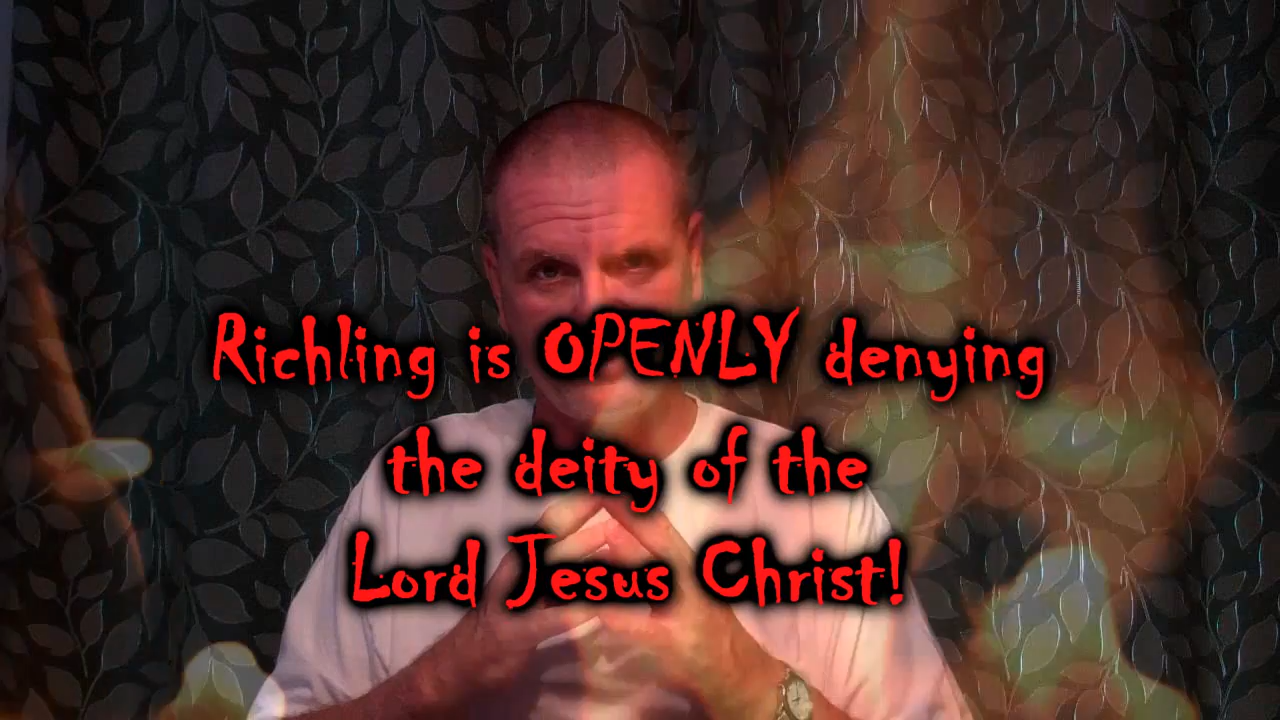 Richling is OPENLY denying
the deity of the
Lord Jesus Christ!